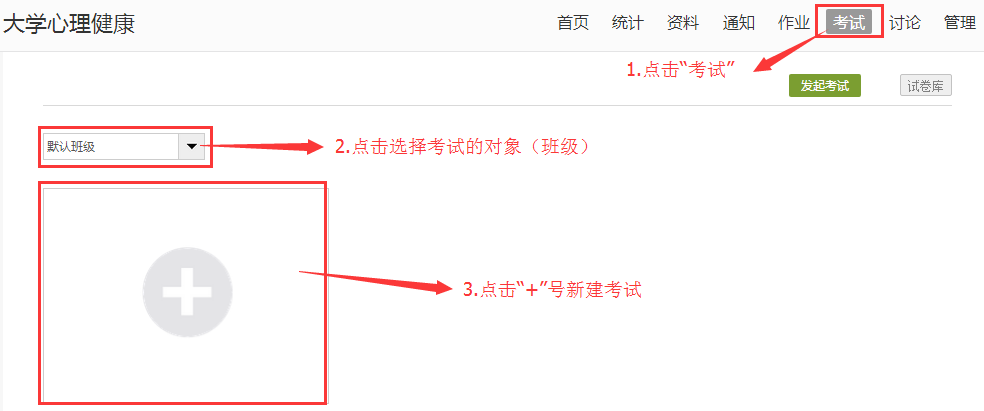 大学心理健康
首页 统计 资料 通知 作业 考试 讨论 管理
1.点击“考试”
发起考试 试卷库
默认班级
2.点击选择考试的对象（班级）
3.点击“+”号新建考试